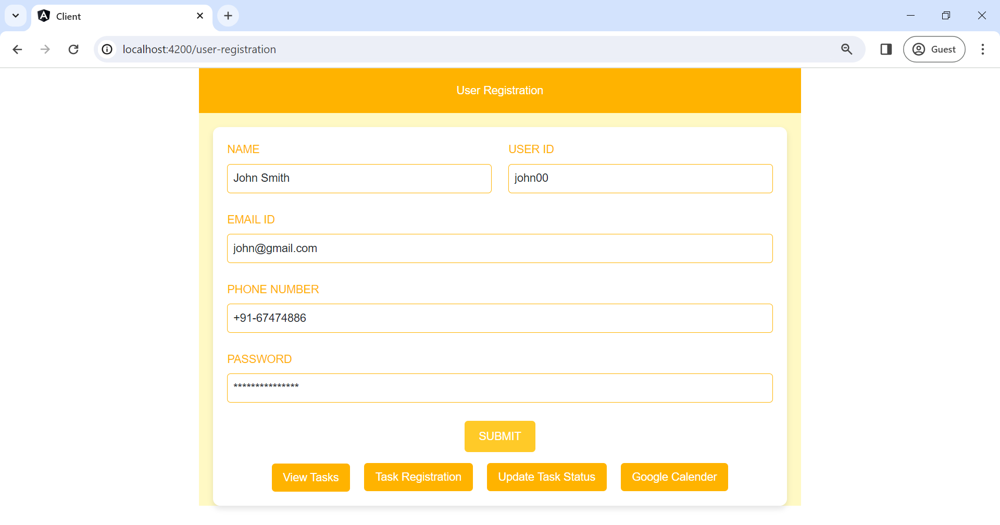 Client
localhost:4200/user-registration
Guest
User Registration
NAME
USER ID
John Smith
john00
EMAIL ID
john@gmail.com
PHONE NUMBER
+91-67474886
PASSWORD
***************
SUBMIT
View Tasks
Task Registration
Update Task Status
Google Calender